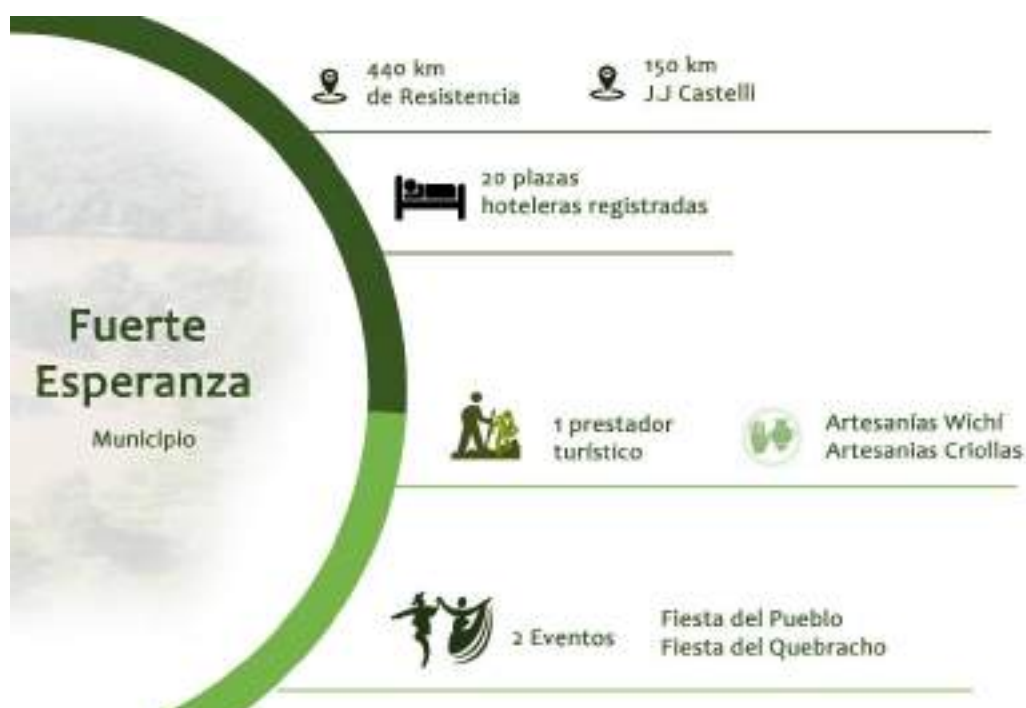 440 km
de Resistencia
150 km
J.J Castelli
20 plazas
hoteleras registradas
Fuerte
Esperanza
Municipio
1 prestador
turístico
Artesanías Wichí
Artesanías Criollas
2 Eventos
Fiesta del Pueblo
Fiesta del Quebracho